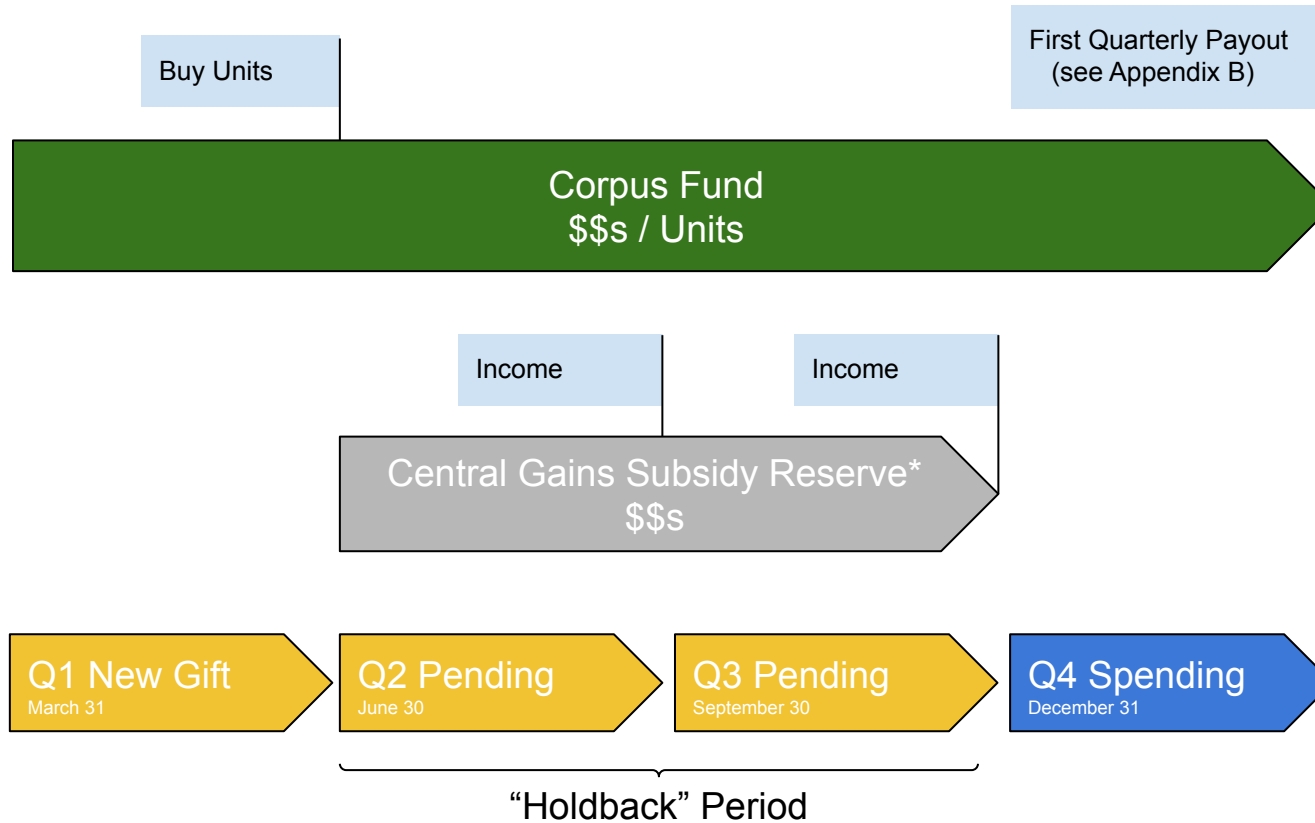 First Quarterly Payout
(see Appendix B)
Buy Units
Corpus Fund
$$s / Units
Income
Income
Central Gains Subsidy Reserve*
$$s
Q1 New Gift
March 31
Q2 Pending
June 30
Q3 Pending
September 30
Q4 Spending
December 31
“Holdback” Period